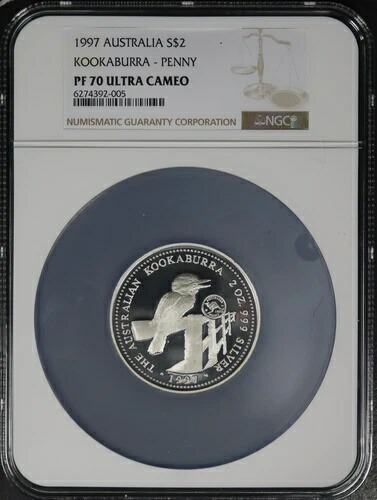 1997 AUSTRALIA S$2
KOOKABURRA - PENNY
PF 70 ULTRA CAMEO
6274392-005
NUMISMATIC GUARANTY CORPORATION
NGC
THE AUSTRALIAN KOOKABURRA 2 OZ. 999 SILVER
1997